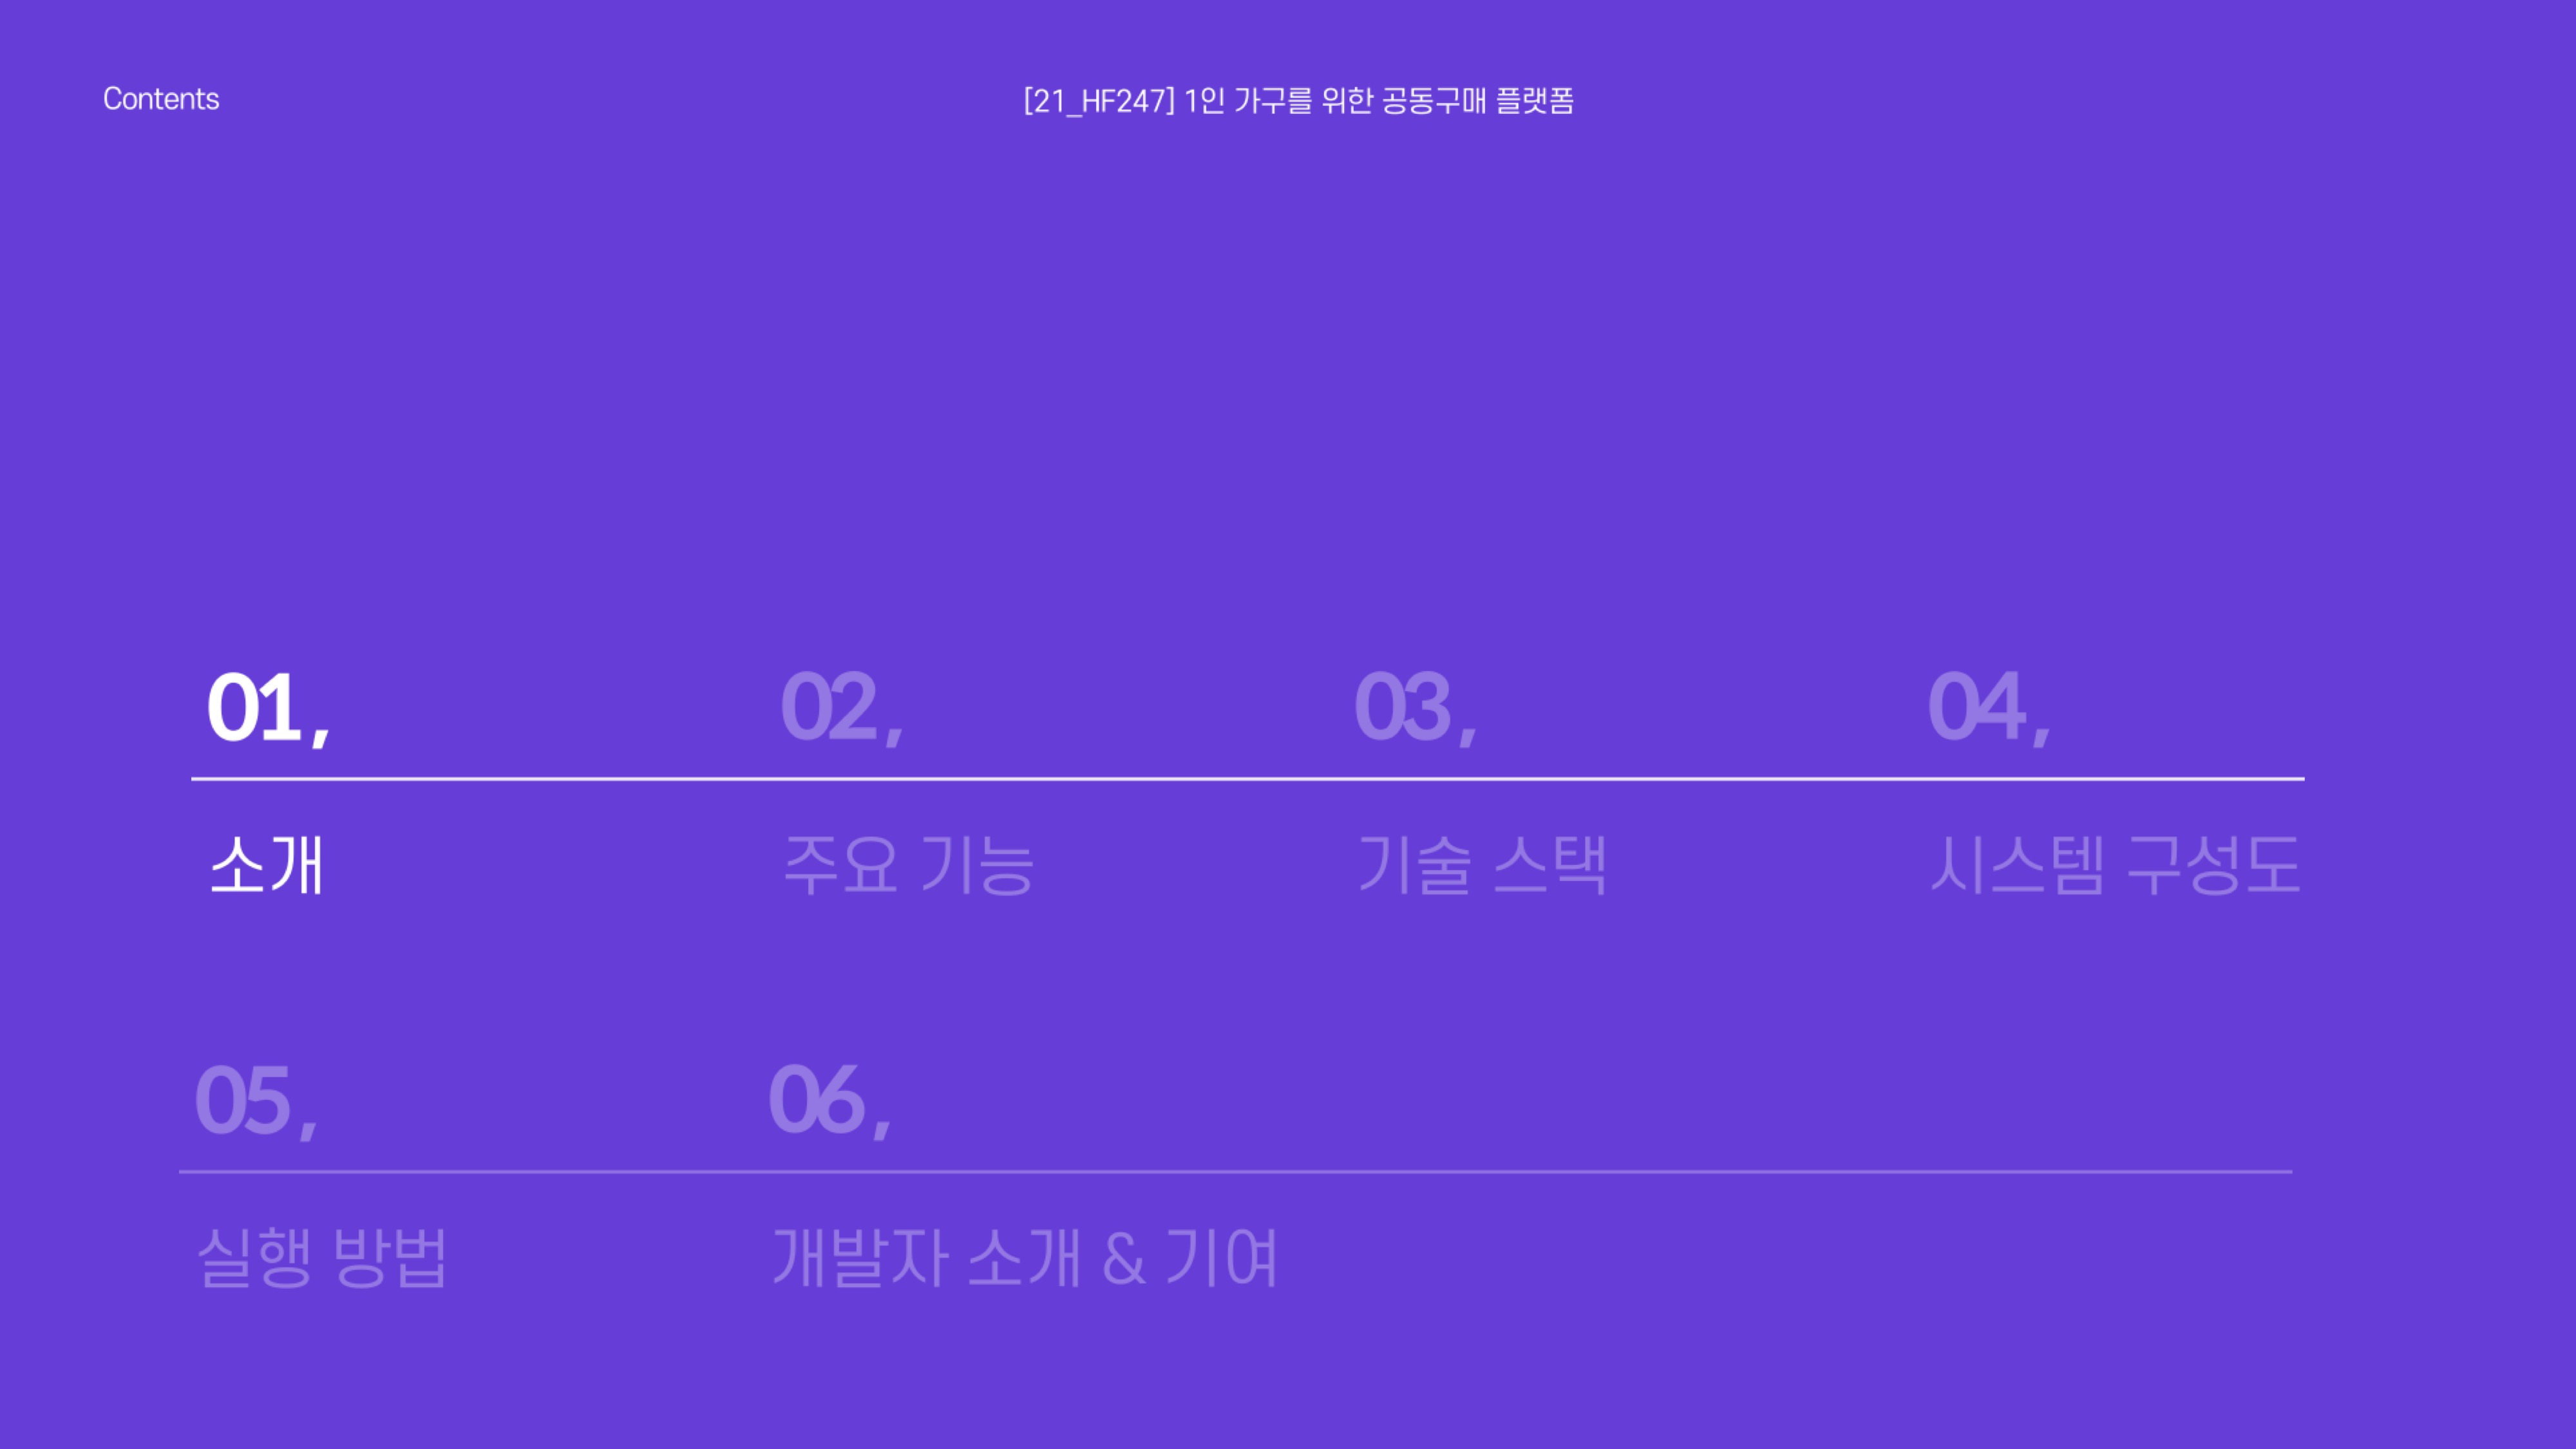 Contents
[21_HF247] 1인 가구를 위한 공동구매 플랫폼
01,
02,
03,
04,
소개
주요 기능
기술 스택
시스템 구성도
05,
06,
실행 방법
개발자 소개 & 기여